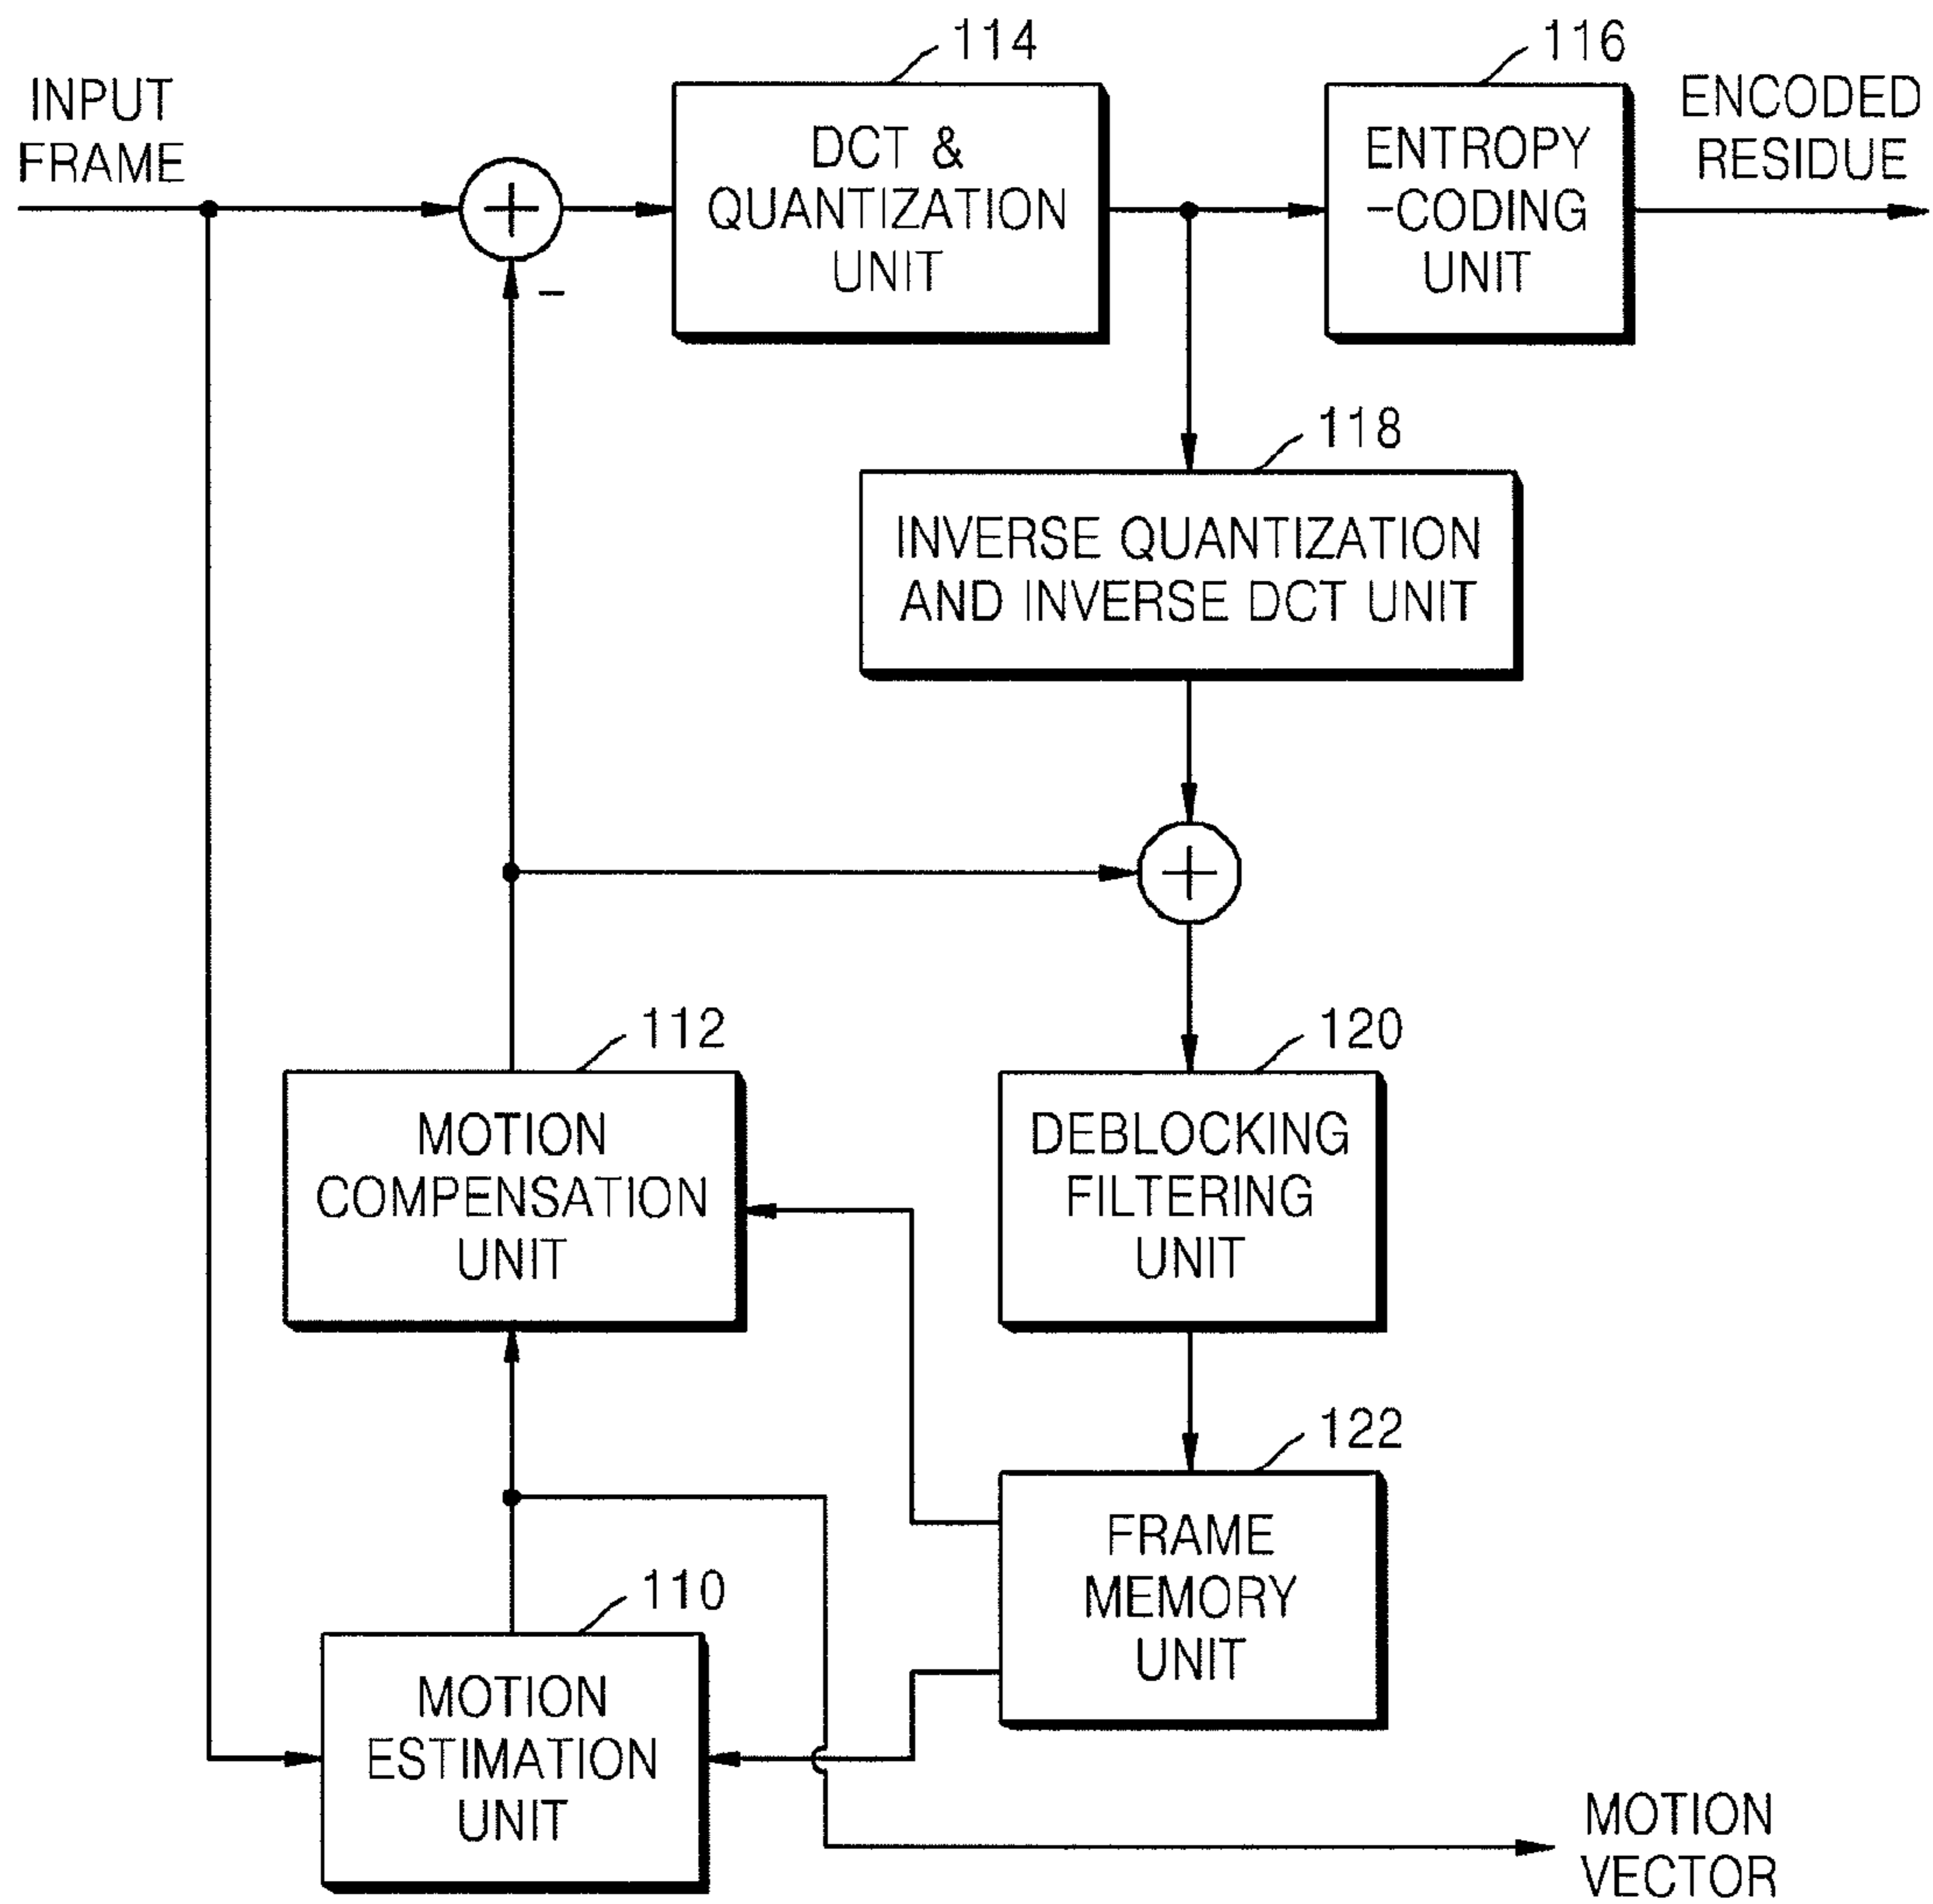 114
116
INPUT
FRAME
ENCODED
RESIDUE
DCT &
QUANTIZATION
UNIT
ENTROPY
-CODING
UNIT
-
118
INVERSE QUANTIZATION
AND INVERSE DCT UNIT
112
120
MOTION
COMPENSATION
UNIT
DEBLOCKING
FILTERING
UNIT
122
FRAME
MEMORY
UNIT
110
MOTION
ESTIMATION
UNIT
MOTION
VECTOR